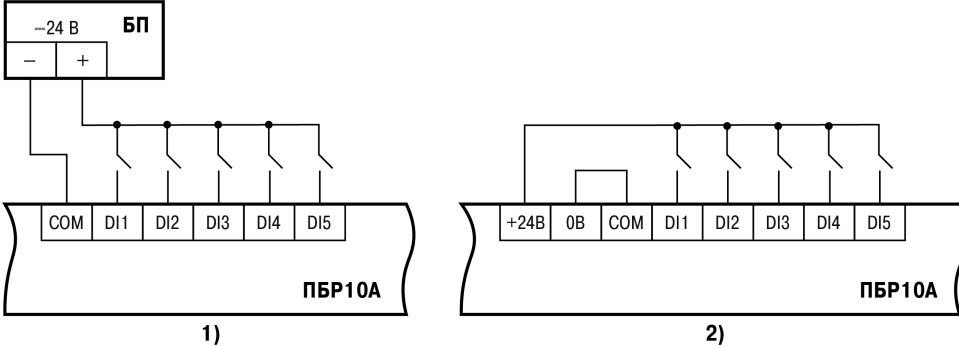 ⎓24 В
БП
– +
COM DI1 DI2 DI3 DI4 DI5
ПБР10А
1)
+24В 0В COM DI1 DI2 DI3 DI4 DI5
ПБР10А
2)